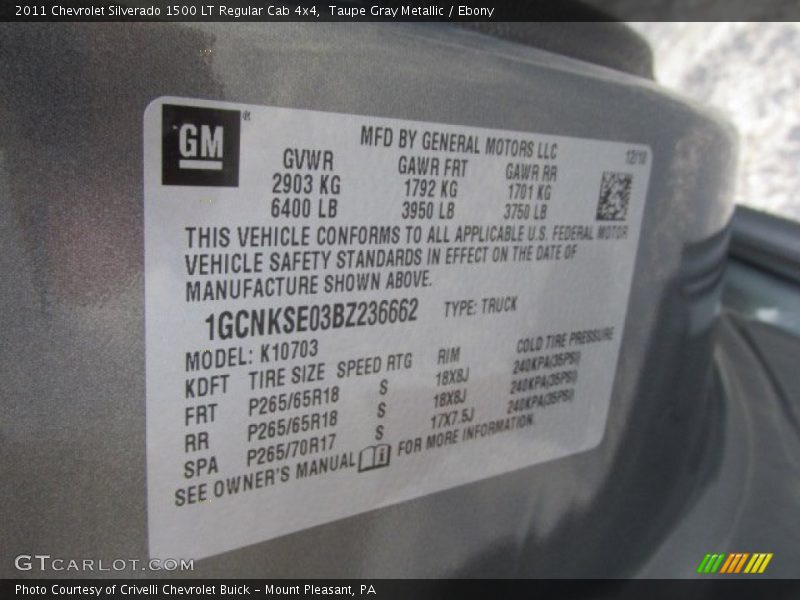 2011 Chevrolet Silverado 1500 LT Regular Cab 4x4, Taupe Gray Metallic / Ebony
GM®
MFD BY GENERAL MOTORS LLC
12/10
GVWR GAWR FRT GAWR RR
2903 KG 1792 KG 1701 KG
6400 LB 3950 LB 3750 LB
THIS VEHICLE CONFORMS TO ALL APPLICABLE U.S. FEDERAL MOTOR
VEHICLE SAFETY STANDARDS IN EFFECT ON THE DATE OF
MANUFACTURE SHOWN ABOVE.
1GCNKSE03BZ236662 TYPE: TRUCK
MODEL: K10703
KDFT TIRE SIZE SPEED RTG RIM COLD TIRE PRESSURE
FRT P265/65R18 S 18X8J 240KPA(35PSI)
RR P265/65R18 S 18X8J 240KPA(35PSI)
SPA P265/70R17 S 17X7.5J 240KPA(35PSI)
SEE OWNER'S MANUAL i FOR MORE INFORMATION.
GTCARLOT.COM
Photo Courtesy of Crivelli Chevrolet Buick – Mount Pleasant, PA